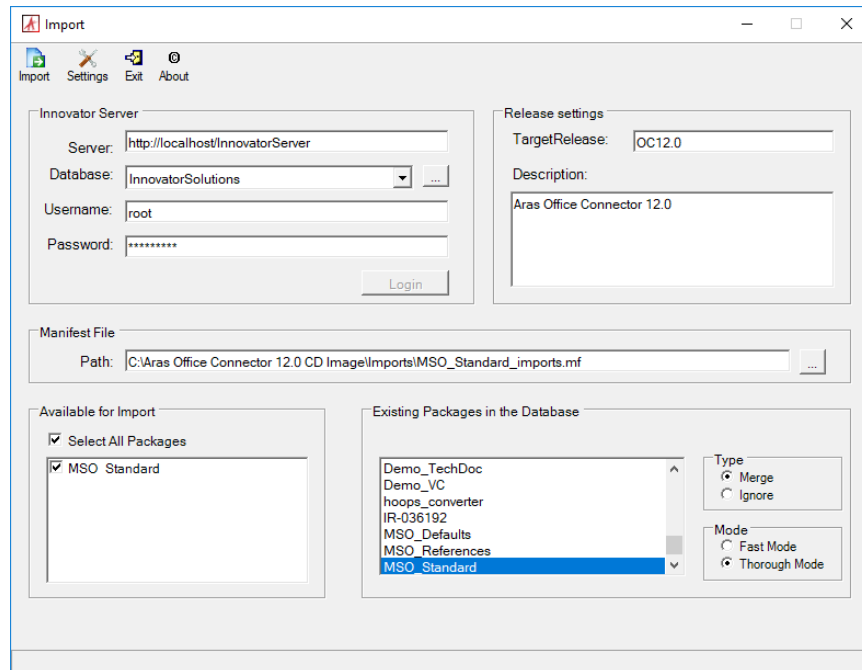 Import
Import Settings Exit About
Innovator Server
Server: http://localhost/InnovatorServer
Database: InnovatorSolutions ...
Username: root
Password: *********
Login
Release settings
TargetRelease: OC12.0
Description:
Aras Office Connector 12.0
Manifest File
Path: C:\Aras Office Connector 12.0 CD Image\Imports\MSO_Standard_imports.mf ...
Available for Import
Select All Packages
MSO_Standard
Existing Packages in the Database
Demo_TechDoc
Demo_VC
hoops_converter
IR-036192
MSO_Defaults
MSO_References
MSO_Standard
Type
Merge
Ignore
Mode
Fast Mode
Thorough Mode